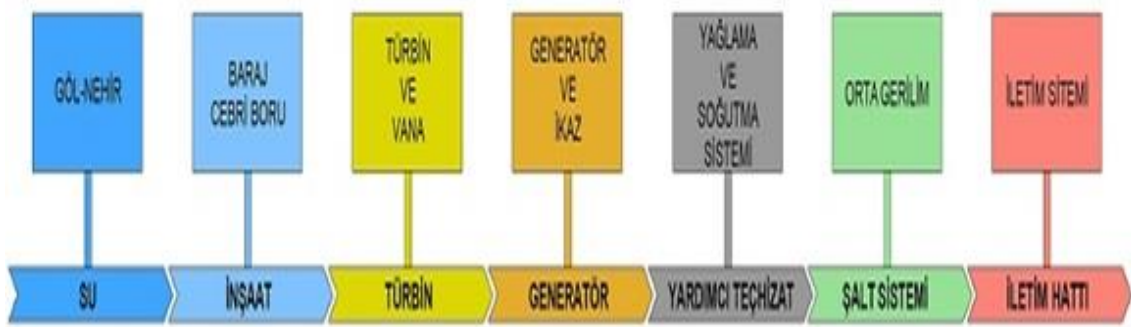 GÖL-NEHİR
BARAJ
CEBRİ BORU
TÜRBİN
VE
VANA
GENERATÖR
VE
İKAZ
YAĞLAMA
VE
SOĞUTMA
SİSTEMİ
ORTA GERİLİM
İLETİM SİTEMİ
SU
İNŞAAT
TÜRBİN
GENERATÖR
YARDIMCI TEÇHİZAT
ŞALT SİSTEMİ
İLETİM HATTI